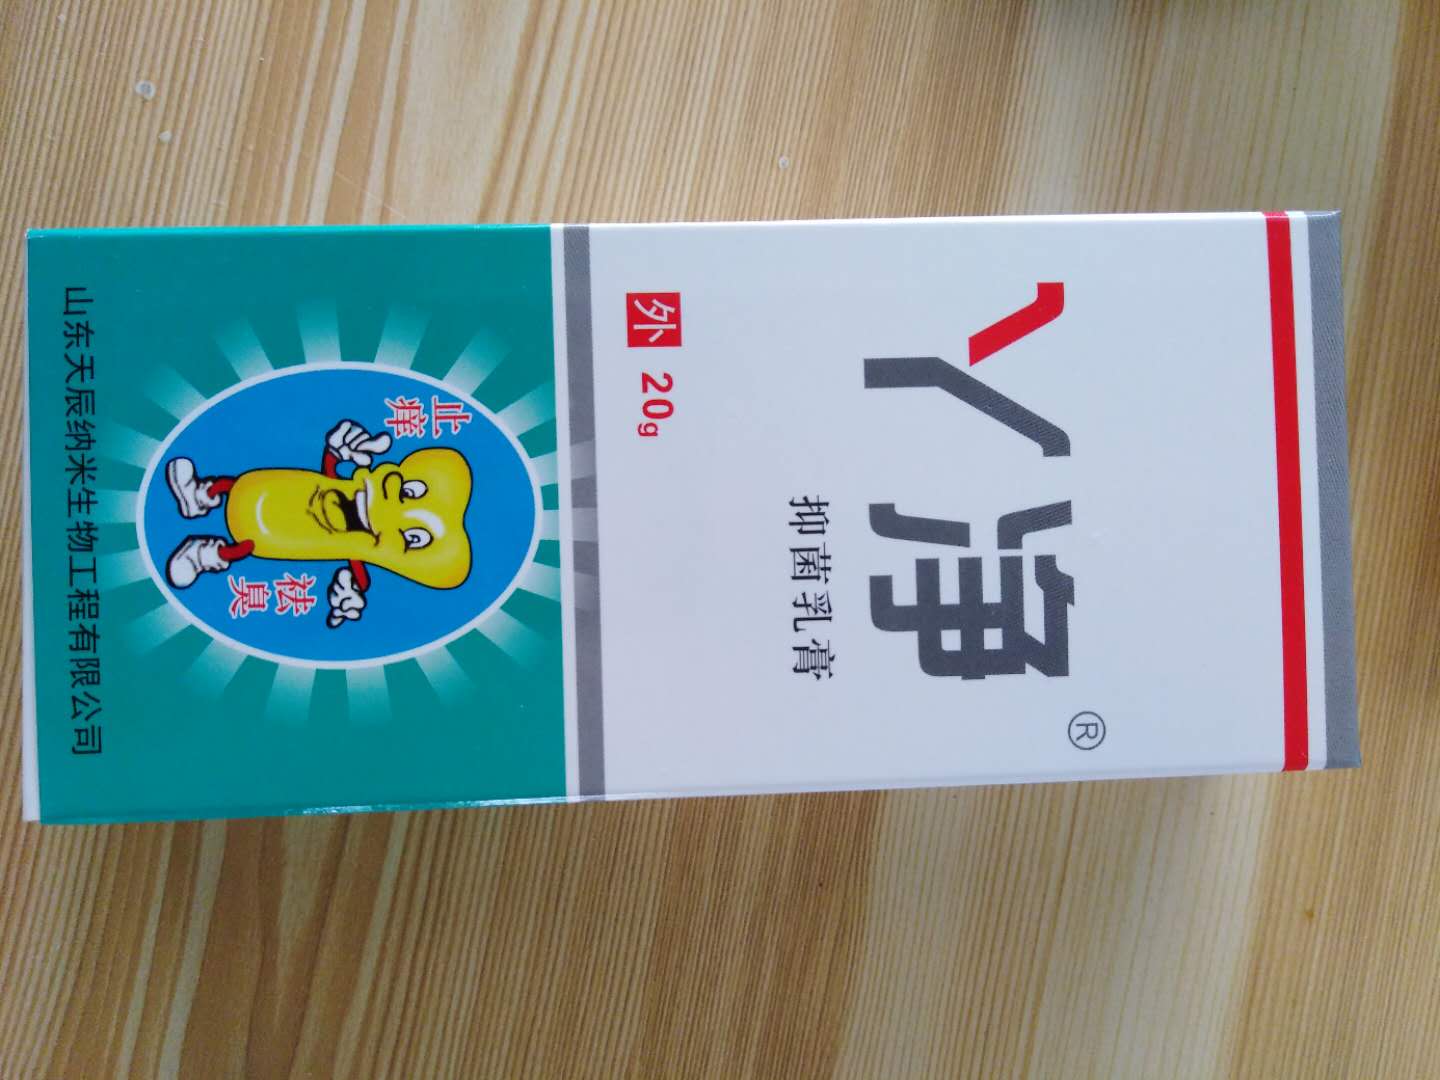 丫净®
抑菌乳膏
外 20g
止痒
祛臭
山东天辰纳米生物工程有限公司